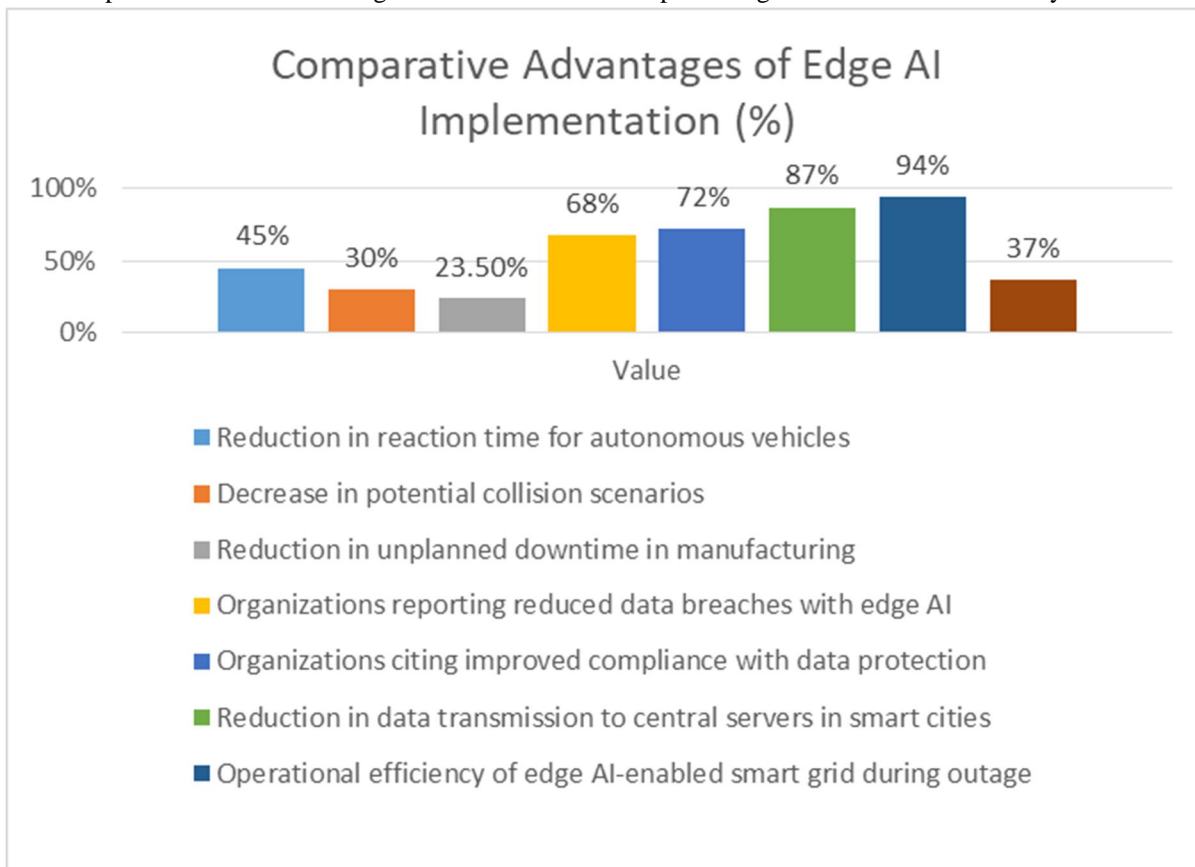 Comparative Advantages of Edge AI
Implementation (%)
100%
50%
0%
45%
30%
23.50%
68%
72%
87%
94%
37%
Value
Reduction in reaction time for autonomous vehicles
Decrease in potential collision scenarios
Reduction in unplanned downtime in manufacturing
Organizations reporting reduced data breaches with edge AI
Organizations citing improved compliance with data protection
Reduction in data transmission to central servers in smart cities
Operational efficiency of edge AI-enabled smart grid during outage